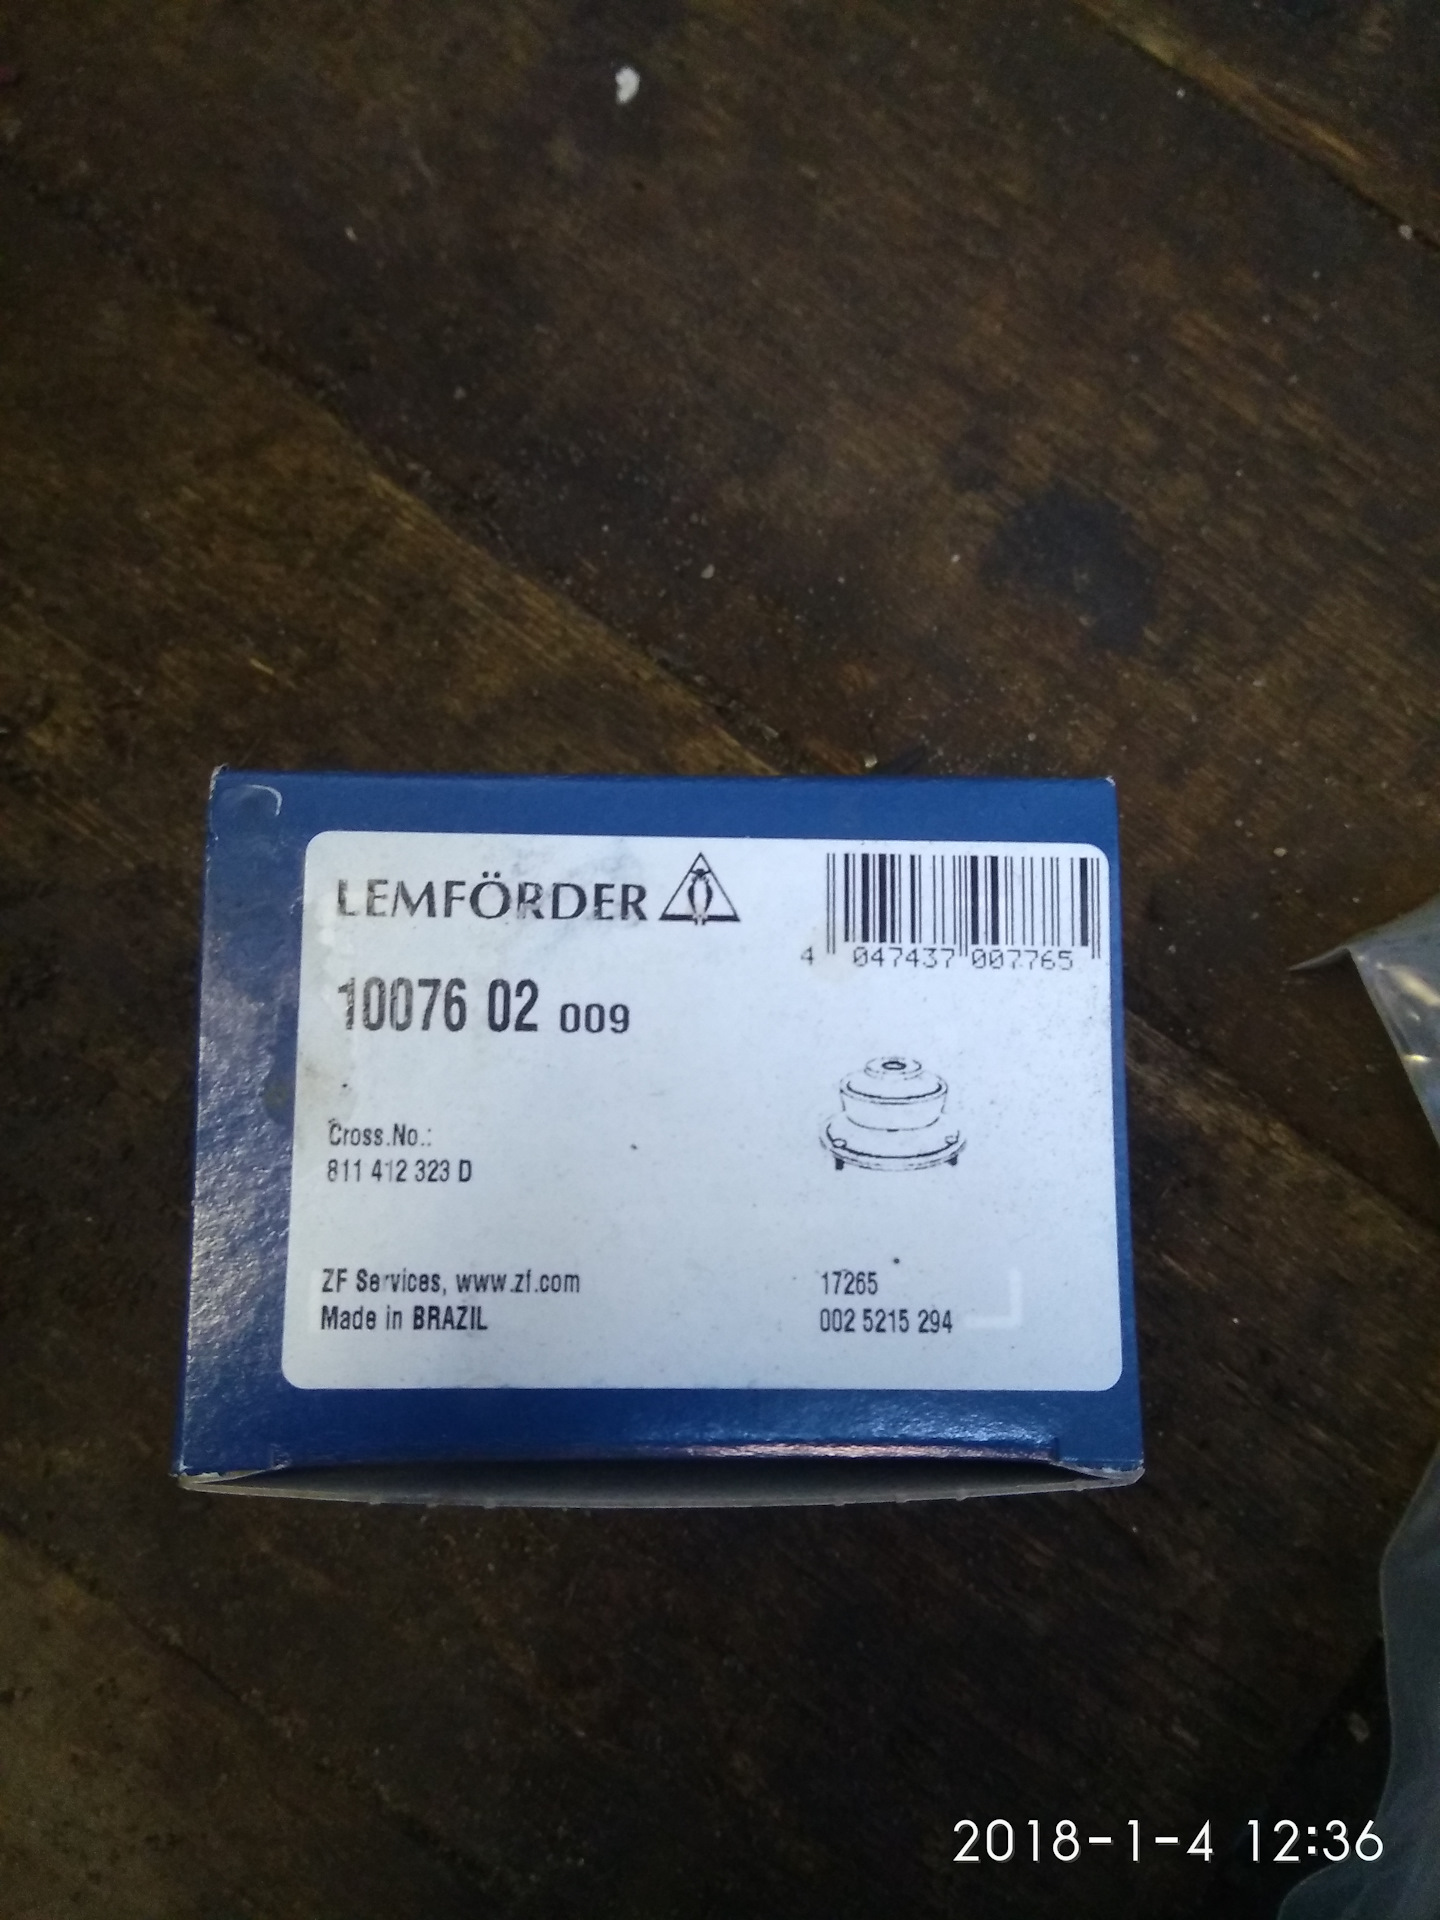 LEMFÖRDER
4 047437 007765
10076 02 009
Cross.No.:
811 412 323 D
ZF Services, www.zf.com
Made in BRAZIL
17265
002 5215 294
2018-1-4 12:36